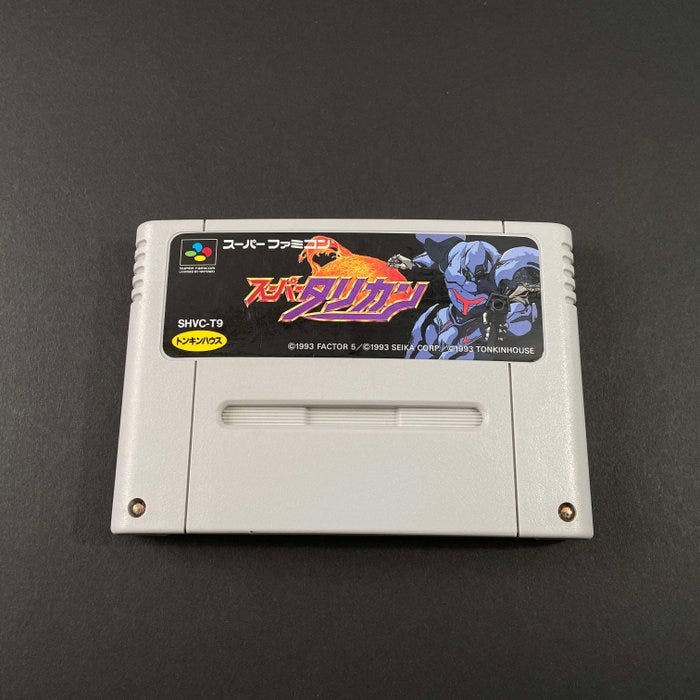 スーパーファミコン
SUPER FAMICOM
LICENSED BY NINTENDO
スーパータリカン
SHVC-T9
トンキンハウス
©1993 FACTOR 5/©1993 SEIKA CORP./©1993 TONKINHOUSE